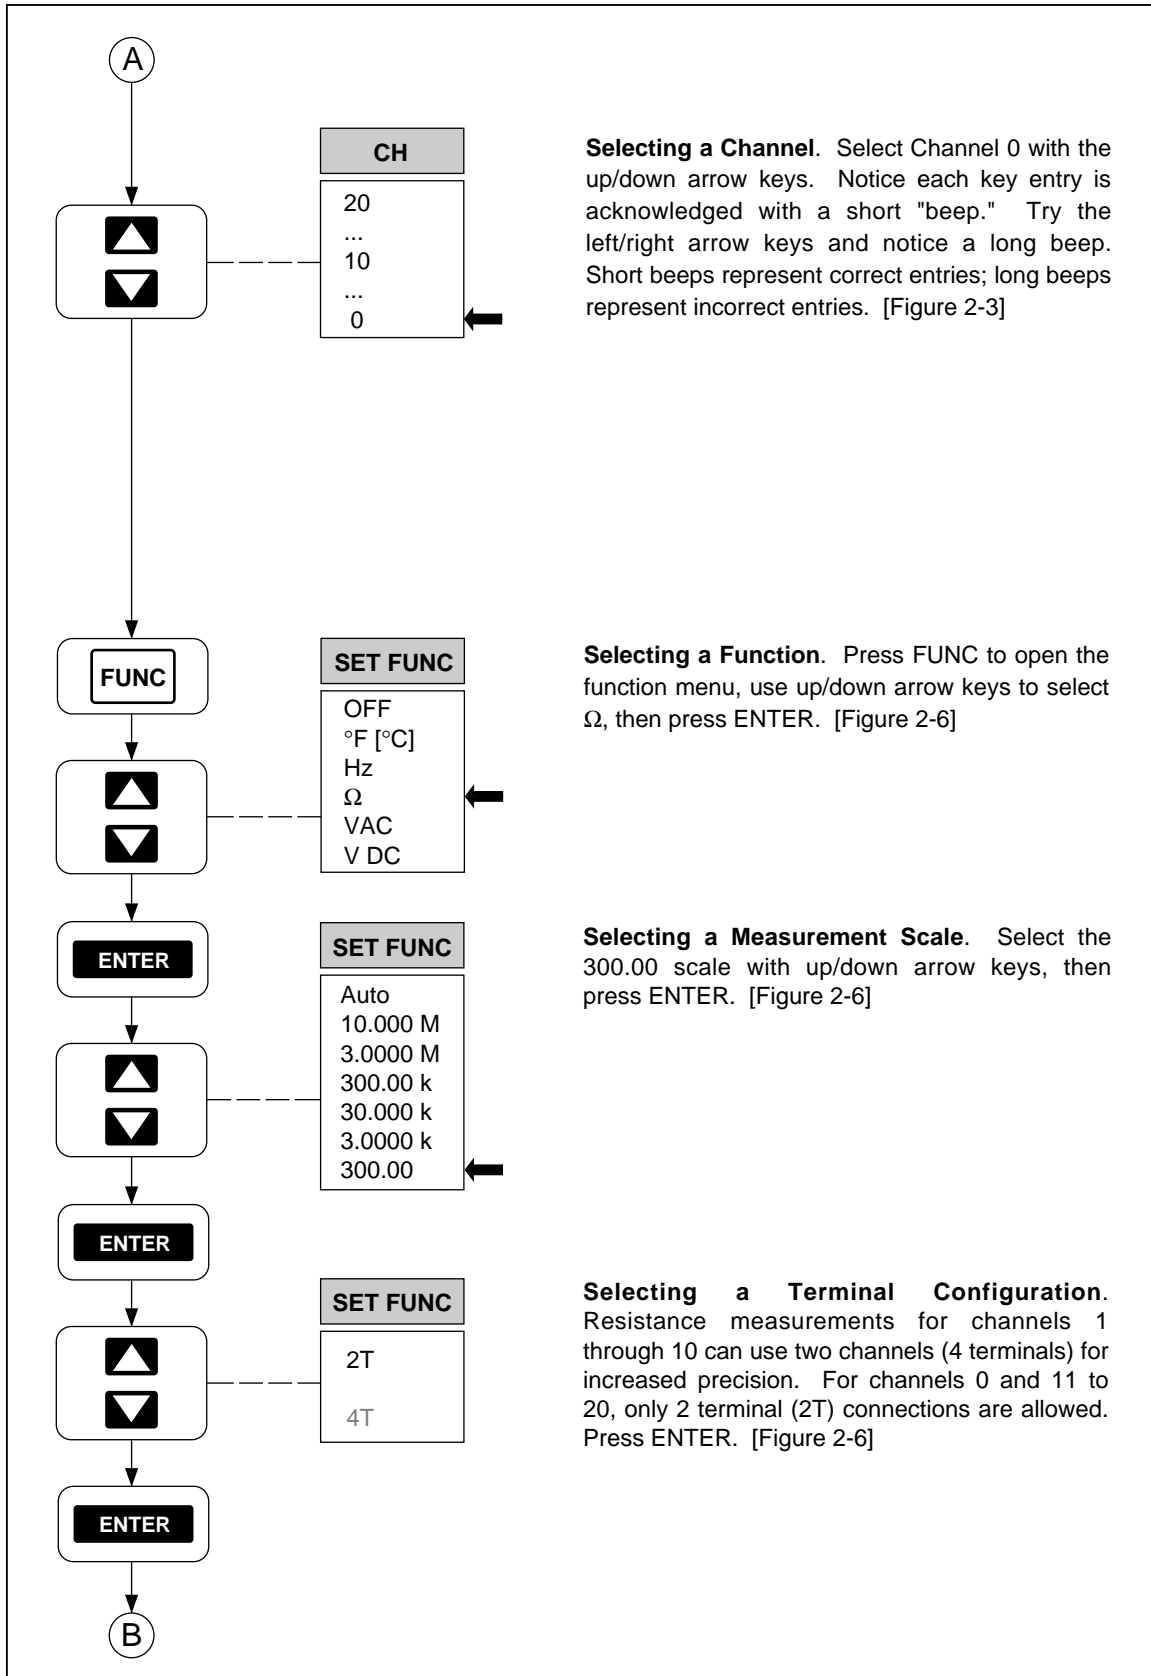 A
CH
20
...
10
...
0
Selecting a Channel. Select Channel 0 with the
up/down arrow keys. Notice each key entry is
acknowledged with a short "beep." Try the
left/right arrow keys and notice a long beep.
Short beeps represent correct entries; long beeps
represent incorrect entries. [Figure 2-3]
FUNC
SET FUNC
OFF
°F [°C]
Hz
Ω
VAC
V DC
Selecting a Function. Press FUNC to open the
function menu, use up/down arrow keys to select
Ω, then press ENTER. [Figure 2-6]
ENTER
SET FUNC
Auto
10.000 M
3.0000 M
300.00 k
30.000 k
3.0000 k
300.00
Selecting a Measurement Scale. Select the
300.00 scale with up/down arrow keys, then
press ENTER. [Figure 2-6]
ENTER
SET FUNC
2T
4T
Selecting a Terminal Configuration.
Resistance measurements for channels 1
through 10 can use two channels (4 terminals) for
increased precision. For channels 0 and 11 to
20, only 2 terminal (2T) connections are allowed.
Press ENTER. [Figure 2-6]
ENTER
B